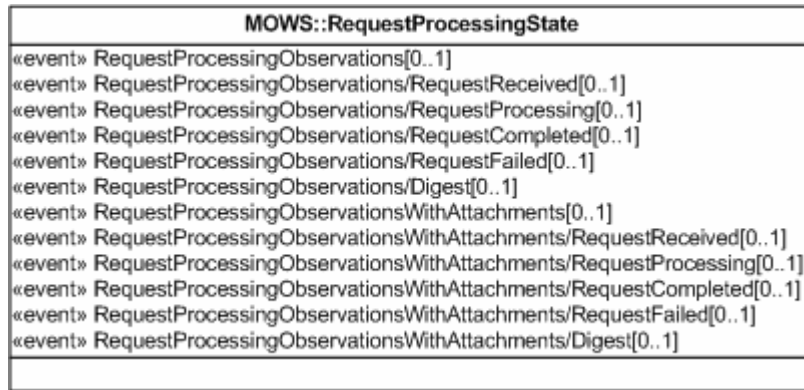 MOWS::RequestProcessingState
«event» RequestProcessingObservations[0..1]
«event» RequestProcessingObservations/RequestReceived[0..1]
«event» RequestProcessingObservations/RequestProcessing[0..1]
«event» RequestProcessingObservations/RequestCompleted[0..1]
«event» RequestProcessingObservations/RequestFailed[0..1]
«event» RequestProcessingObservations/Digest[0..1]
«event» RequestProcessingObservationsWithAttachments[0..1]
«event» RequestProcessingObservationsWithAttachments/RequestReceived[0..1]
«event» RequestProcessingObservationsWithAttachments/RequestProcessing[0..1]
«event» RequestProcessingObservationsWithAttachments/RequestCompleted[0..1]
«event» RequestProcessingObservationsWithAttachments/RequestFailed[0..1]
«event» RequestProcessingObservationsWithAttachments/Digest[0..1]